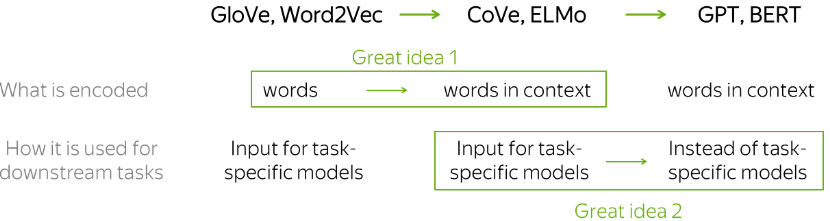 GloVe, Word2Vec → CoVe, ELMo → GPT, BERT
Great idea 1
What is encoded words → words in context words in context
How it is used for Input for task- Input for task- Instead of task-
downstream tasks specific models specific models → specific models
Great idea 2